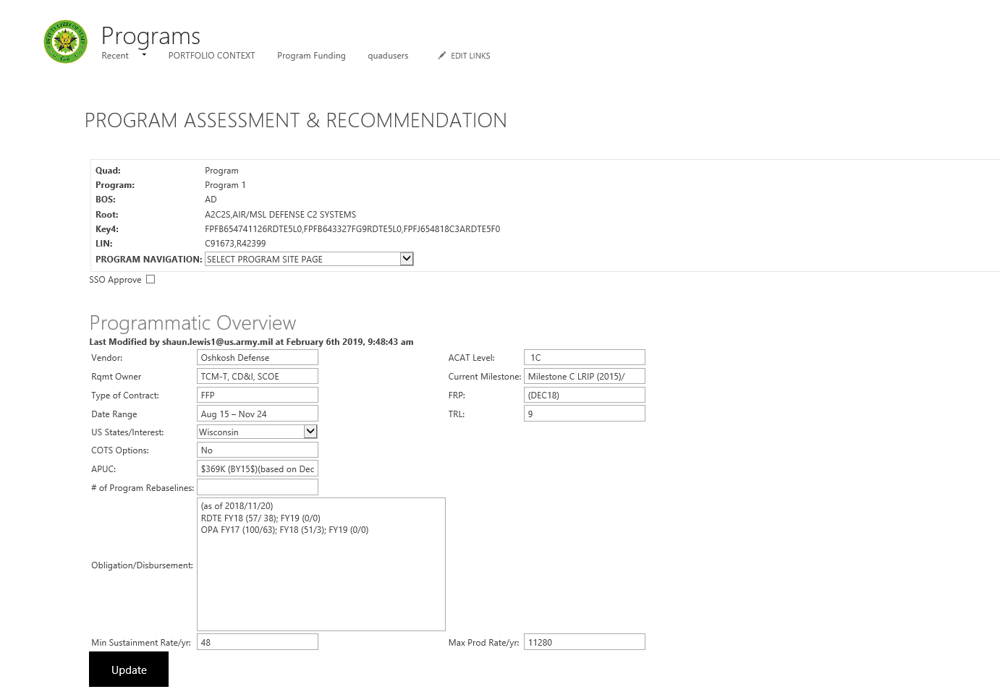 DEPUTY CHIEF OF STAFF
G-8
Programs
Recent PORTFOLIO CONTEXT Program Funding quadusers EDIT LINKS
PROGRAM ASSESSMENT & RECOMMENDATION
Quad: Program
Program: Program 1
BOS: AD
Root: A2C2S,AIR/MSL DEFENSE C2 SYSTEMS
Key4: FPFB654741126RDTE5L0,FPFB643327FG9RDTE5L0,FPFJ654818C3ARDTE5F0
LIN: C91673,R42399
PROGRAM NAVIGATION: SELECT PROGRAM SITE PAGE
SSO Approve
Programmatic Overview
Last Modified by shaun.lewis1@us.army.mil at February 6th 2019, 9:48:43 am
Vendor: Oshkosh Defense ACAT Level: 1C
Rqmt Owner TCM-T, CD&I, SCOE Current Milestone: Milestone C LRIP (2015)/
Type of Contract: FFP FRP: (DEC18)
Date Range Aug 15 – Nov 24 TRL: 9
US States/Interest: Wisconsin
COTS Options: No
APUC: $369K (BY15$)(based on Dec
# of Program Rebaselines:
(as of 2018/11/20)
RDTE FY18 (57/ 38); FY19 (0/0)
OPA FY17 (100/63); FY18 (51/3); FY19 (0/0)
Obligation/Disbursement:
Min Sustainment Rate/yr: 48 Max Prod Rate/yr: 11280
Update